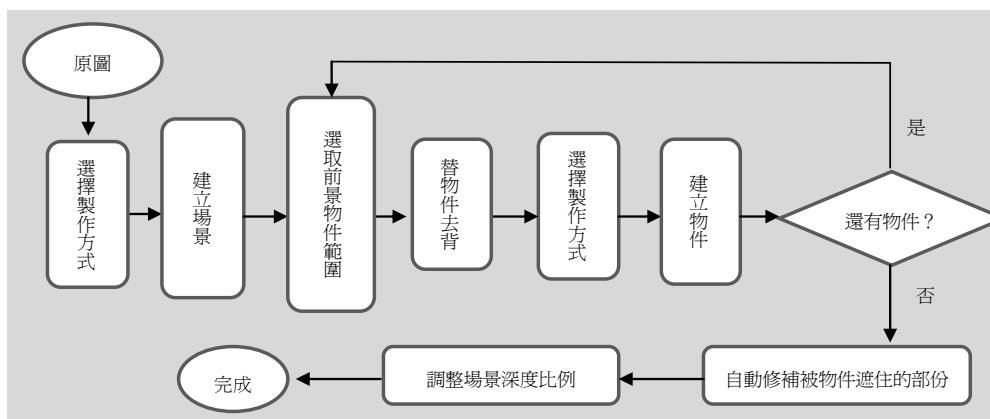 原圖
選擇製作方式
建立場景
選取前景物件範圍
替物件去背
選擇製作方式
建立物件
還有物件？
是
否
自動修補被物件遮住的部份
調整場景深度比例
完成